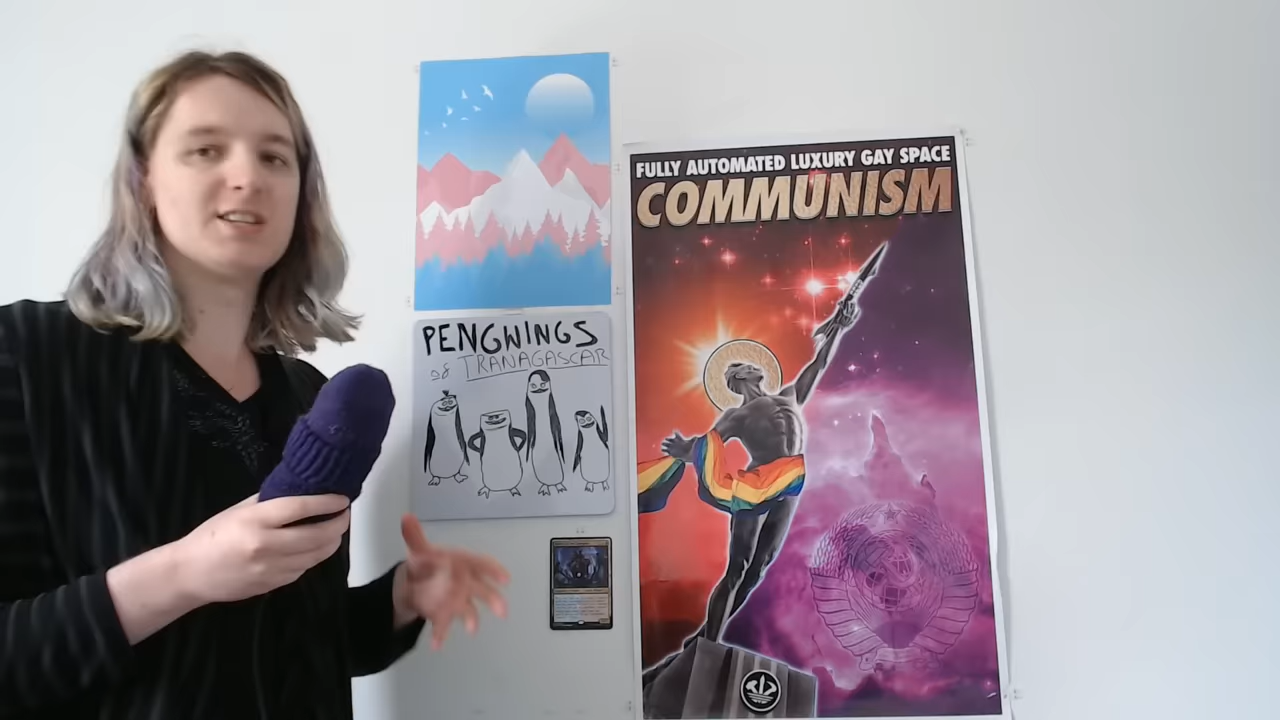 PENGWINGS
of TRANAGASCAR
FULLY AUTOMATED LUXURY GAY SPACE
COMMUNISM